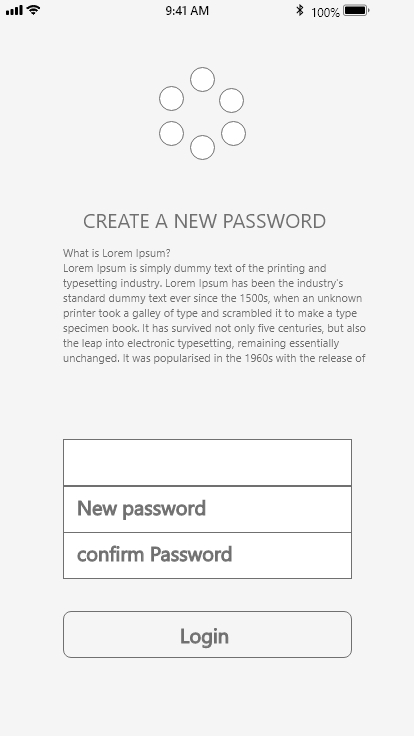 9:41 AM
100%
CREATE A NEW PASSWORD
What is Lorem Ipsum?
Lorem Ipsum is simply dummy text of the printing and
typesetting industry. Lorem Ipsum has been the industry's
standard dummy text ever since the 1500s, when an unknown
printer took a galley of type and scrambled it to make a type
specimen book. It has survived not only five centuries, but also
the leap into electronic typesetting, remaining essentially
unchanged. It was popularised in the 1960s with the release of
New password
confirm Password
Login